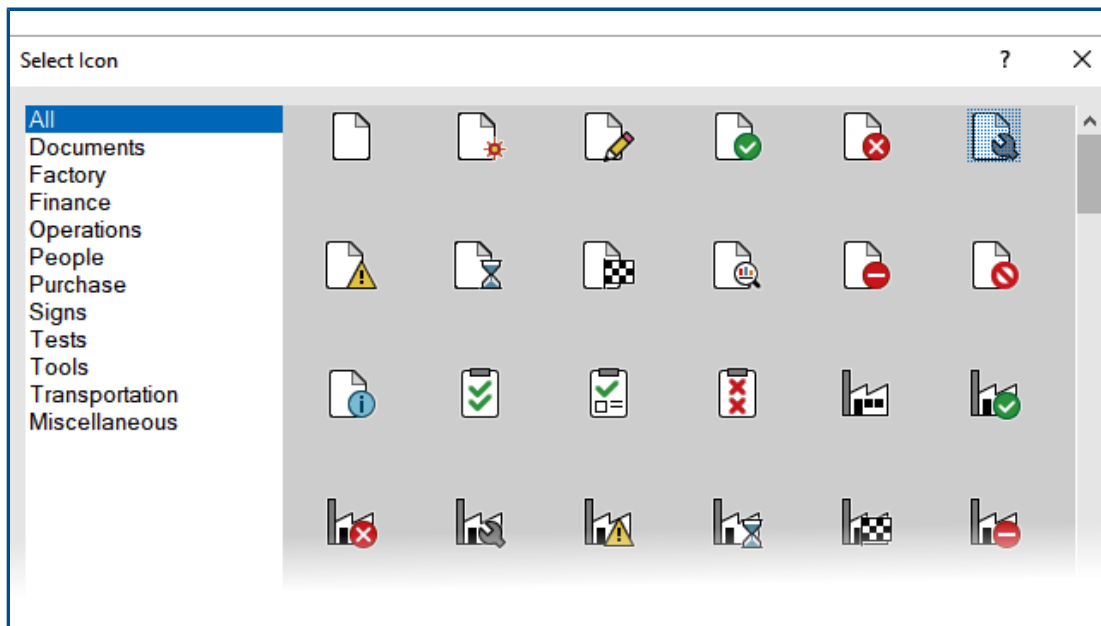 Select Icon
?
All
Documents
Factory
Finance
Operations
People
Purchase
Signs
Tests
Tools
Transportation
Miscellaneous